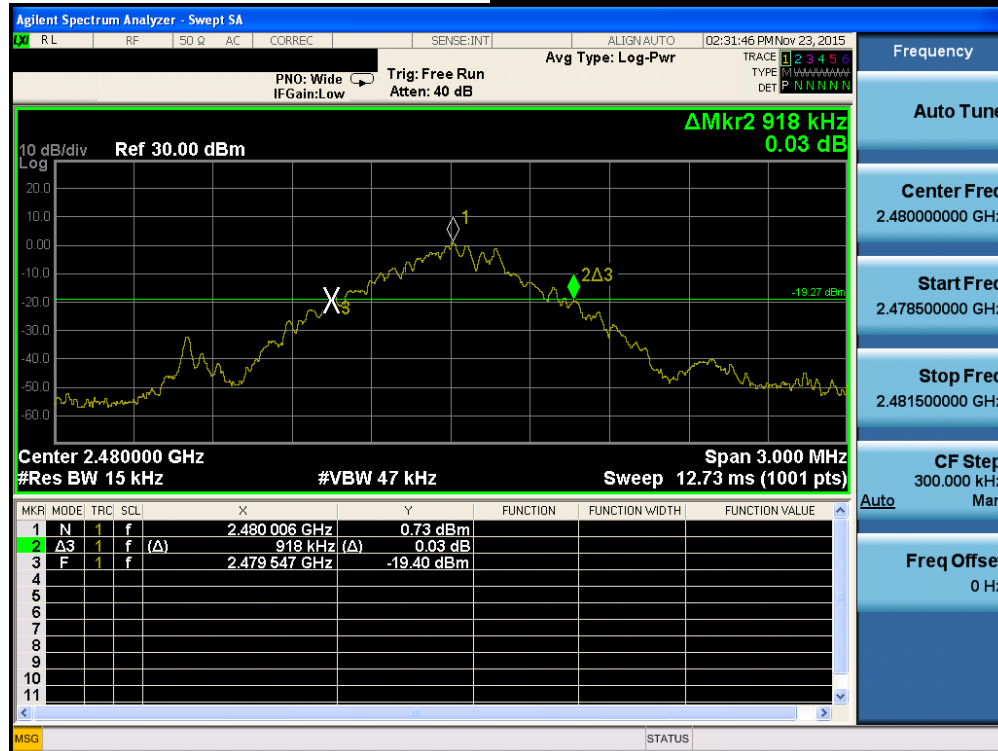 Agilent Spectrum Analyzer - Swept SA
LXI RL RF 50 Ω AC CORREC SENSE:INT ALIGN AUTO 02:31:46 PM Nov 23, 2015
Avg Type: Log-Pwr TRACE 1 2 3 4 5 6
PNO: Wide Trig: Free Run TYPE M
IFGain:Low Atten: 40 dB DET P N N N N N
ΔMkr2 918 kHz
0.03 dB
10 dB/div Ref 30.00 dBm
Log
20.0
10.0
1
0.00
-10.0
2Δ3
-19.27 dBm
-20.0
3
-30.0
-40.0
-50.0
-60.0
Center 2.480000 GHz Span 3.000 MHz
#Res BW 15 kHz #VBW 47 kHz Sweep 12.73 ms (1001 pts)
MKR MODE TRC SCL X Y FUNCTION FUNCTION WIDTH FUNCTION VALUE
1 N 1 f 2.480 006 GHz 0.73 dBm
2 Δ3 1 f (Δ) 918 kHz (Δ) 0.03 dB
3 F 1 f 2.479 547 GHz -19.40 dBm
4
5
6
7
8
9
10
11
MSG STATUS
Frequency
Auto Tune
Center Freq
2.480000000 GHz
Start Freq
2.478500000 GHz
Stop Freq
2.481500000 GHz
CF Step
300.000 kHz
Auto Man
Freq Offset
0 Hz